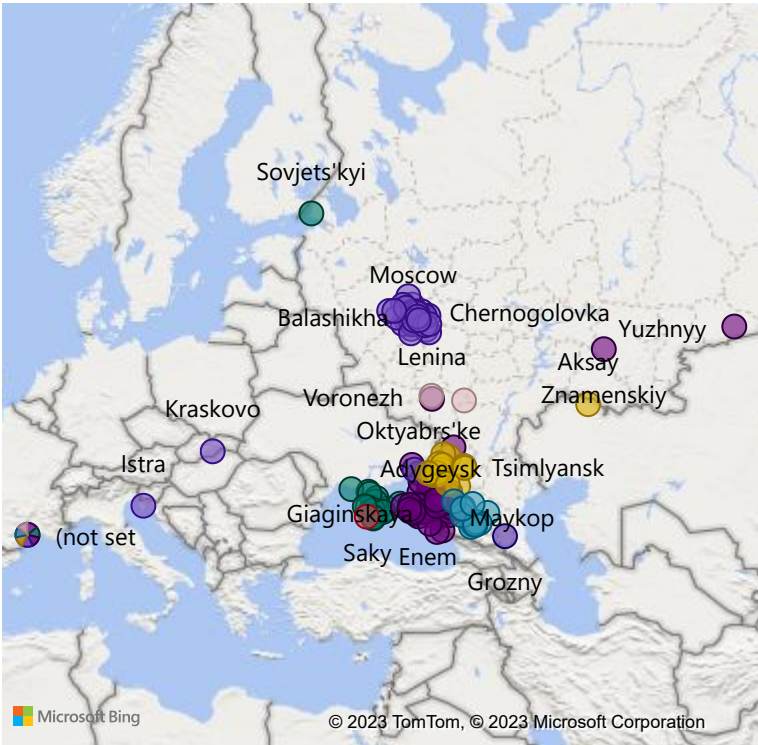 Sovjets'kyi
Moscow
Balashikha
Chernogolovka
Yuzhnyy
Lenina
Aksay
Znamenskiy
Voronezh
Kraskovo
Oktyabrs'ke
Istra
Adygeysk
Tsimlyansk
Giaginskaya
Maykop
(not set
Saky
Enem
Grozny
Microsoft Bing
© 2023 TomTom, © 2023 Microsoft Corporation